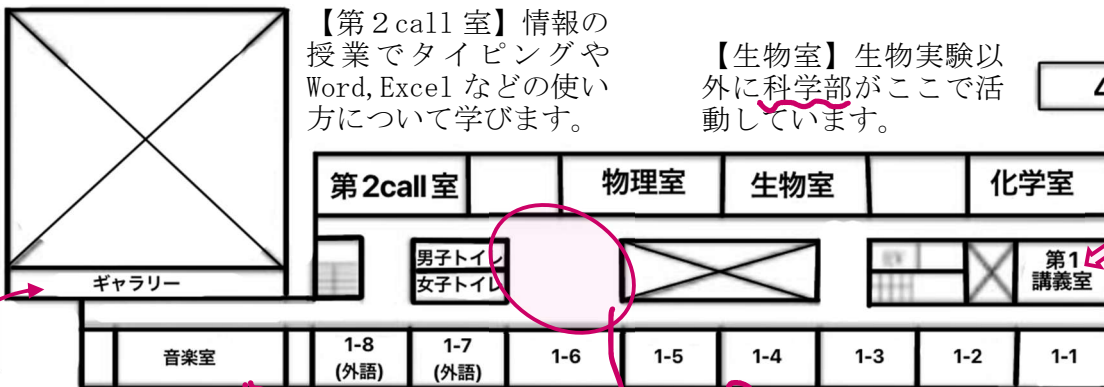 【第２call 室】情報の
授業でタイピングや
Word,Excel などの使い
方について学びます。
【生物室】生物実験以
外に科学部がここで活
動しています。
第2call室
物理室
生物室
化学室
男子トイレ
女子トイレ
第1
講義室
ギャラリー
音楽室
1-8
(外語)
1-7
(外語)
1-6
1-5
1-4
1-3
1-2
1-1